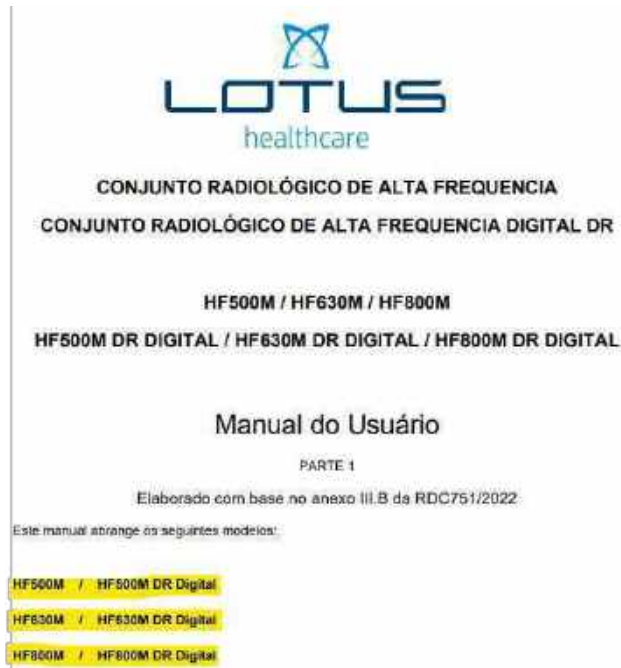 LOTUS
healthcare
CONJUNTO RADIOLÓGICO DE ALTA FREQUENCIA
CONJUNTO RADIOLÓGICO DE ALTA FREQUENCIA DIGITAL DR
HF500M / HF630M / HF800M
HF500M DR DIGITAL / HF630M DR DIGITAL / HF800M DR DIGITAL
Manual do Usuário
PARTE 1
Elaborado com base no anexo III.B da RDC751/2022
Este manual abrange os seguintes modelos:
HF500M / HF500M DR Digital
HF630M / HF630M DR Digital
HF800M / HF800M DR Digital